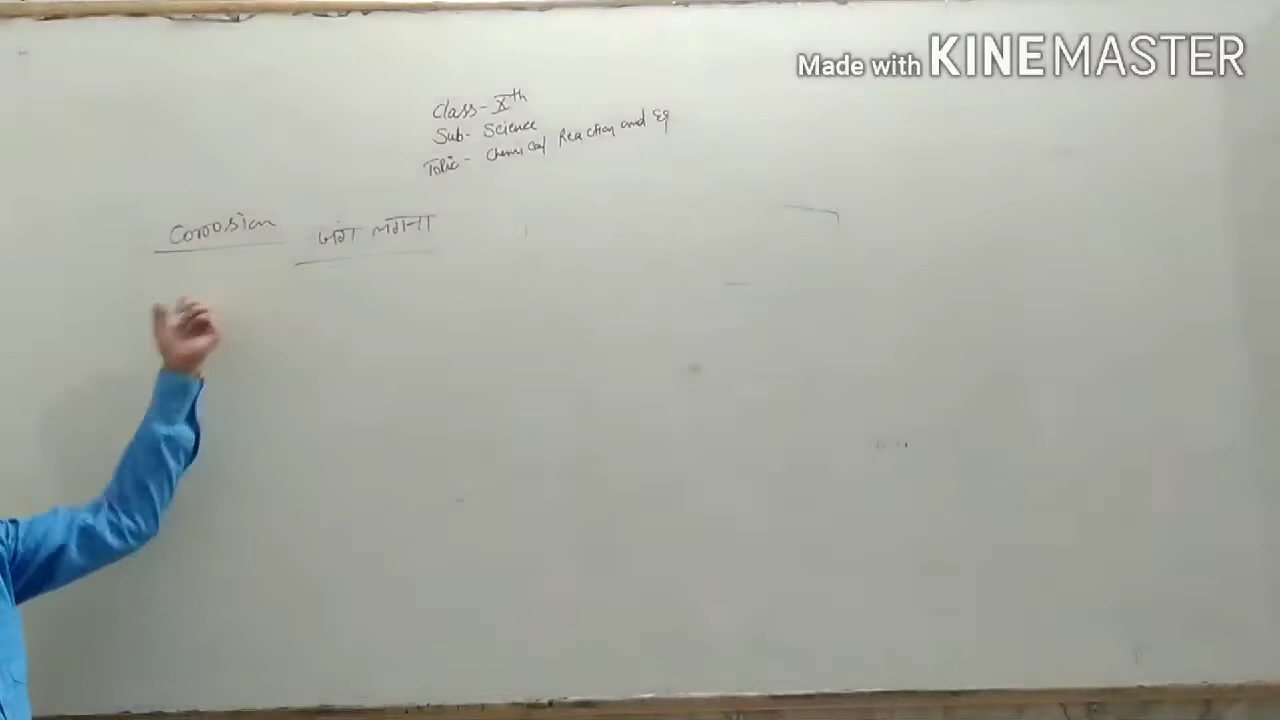 Made with KINEMASTER
Class- Xth
Sub- Science
Topic- Chemical Reaction and Eq
Corrosion जंग लगना